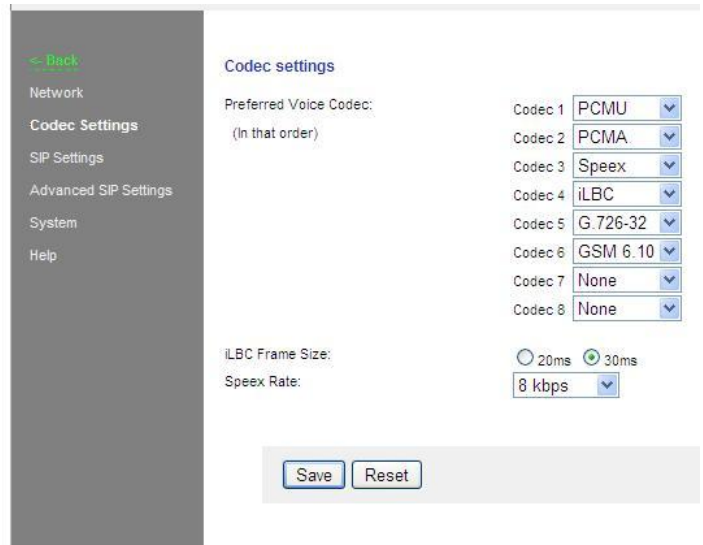 <- Back
Network
Codec Settings
SIP Settings
Advanced SIP Settings
System
Help
Codec settings
Preferred Voice Codec:
(In that order)
Codec 1 PCMU
Codec 2 PCMA
Codec 3 Speex
Codec 4 iLBC
Codec 5 G.726-32
Codec 6 GSM 6.10
Codec 7 None
Codec 8 None
iLBC Frame Size: 20ms 30ms
Speex Rate: 8 kbps
Save Reset